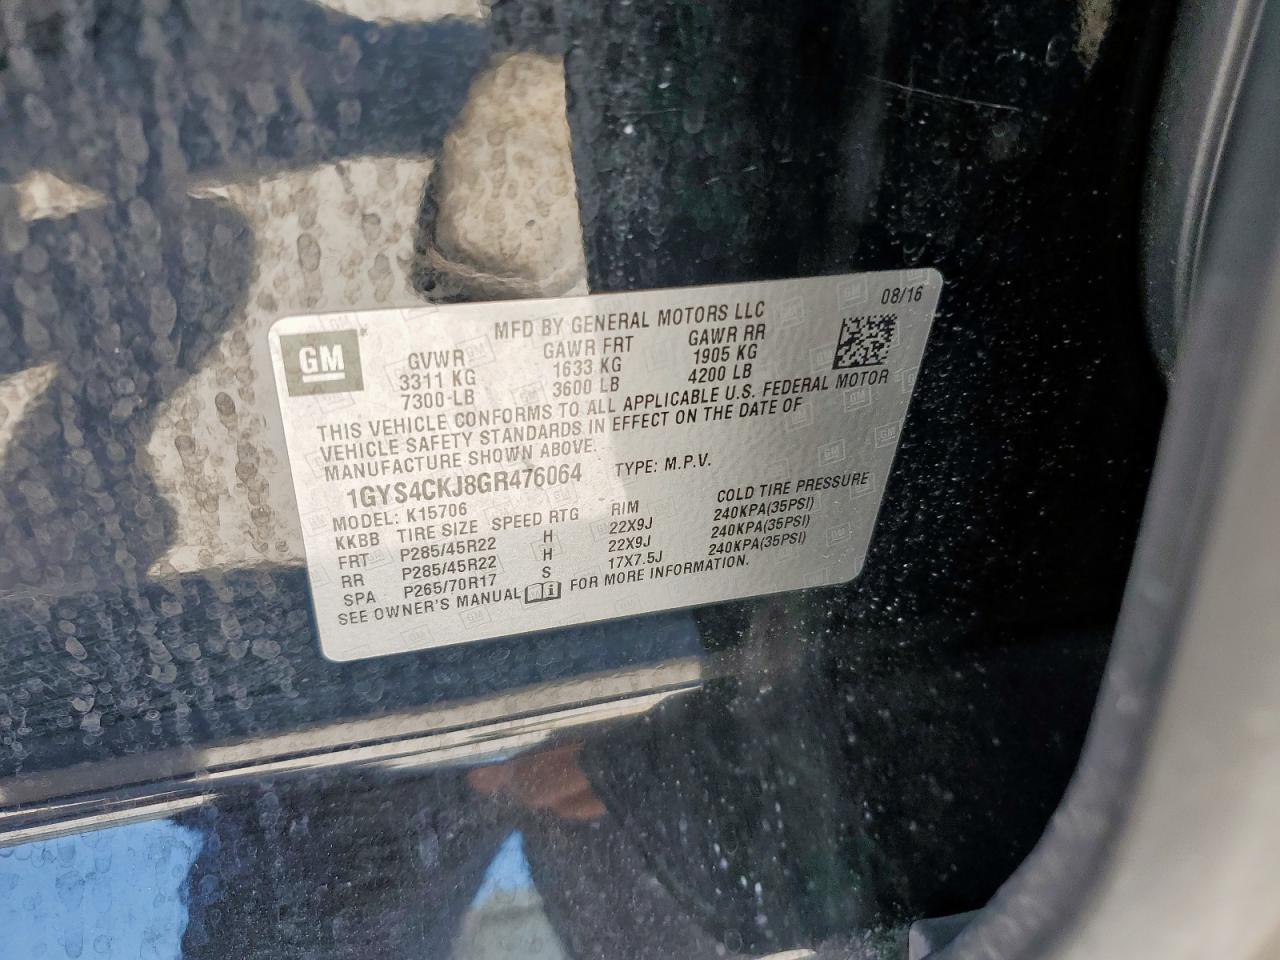 08/16
MFD BY GENERAL MOTORS LLC
GM
GVWR GAWR FRT GAWR RR
3311 KG 1633 KG 1905 KG
7300 LB 3600 LB 4200 LB
THIS VEHICLE CONFORMS TO ALL APPLICABLE U.S. FEDERAL MOTOR
VEHICLE SAFETY STANDARDS IN EFFECT ON THE DATE OF
MANUFACTURE SHOWN ABOVE.
1GYS4CKJ8GR476064 TYPE: M.P.V.
MODEL: K15706
KKBB TIRE SIZE SPEED RTG RIM COLD TIRE PRESSURE
FRT P285/45R22 H 22X9J 240KPA(35PSI)
RR P285/45R22 H 22X9J 240KPA(35PSI)
SPA P265/70R17 S 17X7.5J 240KPA(35PSI)
SEE OWNER'S MANUAL i FOR MORE INFORMATION.